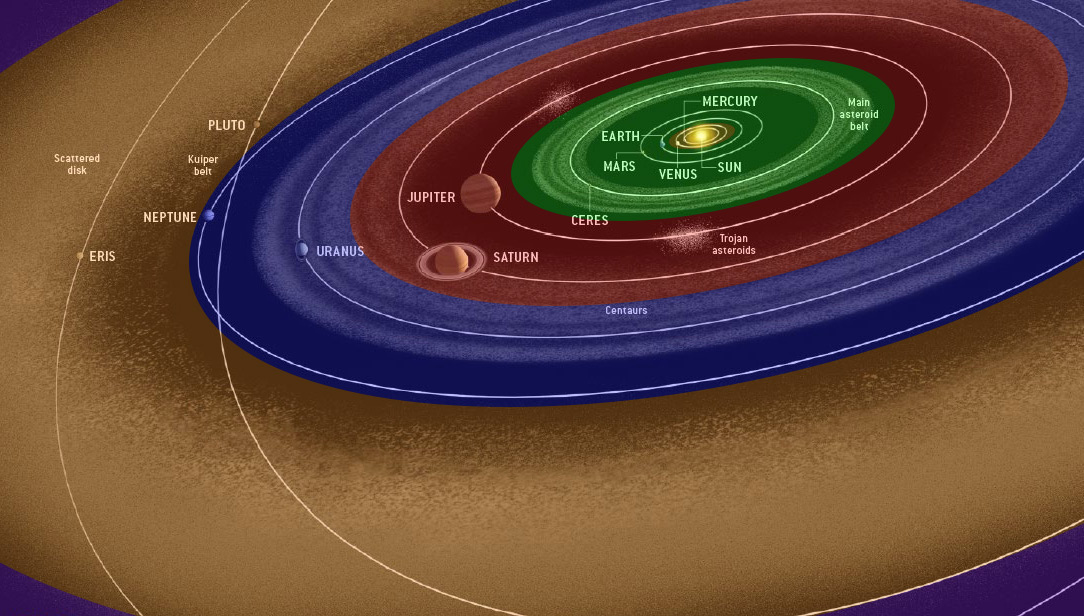 MERCURY
Main
asteroid
belt
PLUTO
EARTH
Scattered
disk
Kuiper
belt
MARS
VENUS
SUN
JUPITER
NEPTUNE
CERES
Trojan
asteroids
ERIS
URANUS
SATURN
Centaurs